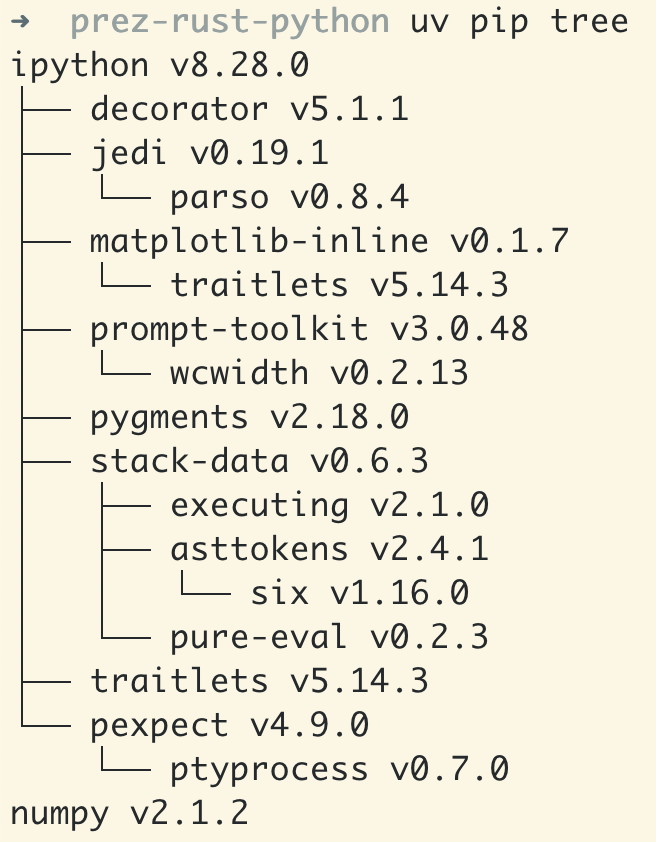 ➜ prez-rust-python uv pip tree
ipython v8.28.0
├── decorator v5.1.1
├── jedi v0.19.1
│   └── parso v0.8.4
├── matplotlib-inline v0.1.7
│   └── traitlets v5.14.3
├── prompt-toolkit v3.0.48
│   └── wcwidth v0.2.13
├── pygments v2.18.0
├── stack-data v0.6.3
│   ├── executing v2.1.0
│   ├── asttokens v2.4.1
│   │   └── six v1.16.0
│   └── pure-eval v0.2.3
├── traitlets v5.14.3
└── pexpect v4.9.0
    └── ptyprocess v0.7.0
numpy v2.1.2